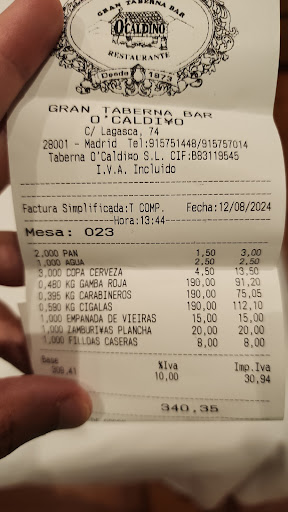 GRAN TABERNA BAR
O'CALDIÑO
RESTAURANTE
Desde 1973
GRAN TABERNA BAR
O'CALDIÑO
C/ Lagasca, 74
28001 - Madrid Tel:915751448/915757014
Taberna O'Caldiño S.L. CIF:B83119545
I.V.A. Incluido
Factura Simplificada:T COMP. Fecha:12/08/2024
Hora:13:44
Mesa: 023
2,000 PAN 1,50 3,00
1,000 AGUA 2,50 2,50
3,000 COPA CERVEZA 4,50 13,50
0,480 KG GAMBA ROJA 190,00 91,20
0,395 KG CARABINEROS 190,00 75,05
0,590 KG CIGALAS 190,00 112,10
1,000 EMPANADA DE VIEIRAS 15,00 15,00
1,000 ZAMBURIÑAS PLANCHA 20,00 20,00
1,000 FILLOAS CASERAS 8,00 8,00
Base %Iva Imp.Iva
309,41 10,00 30,94
340,35